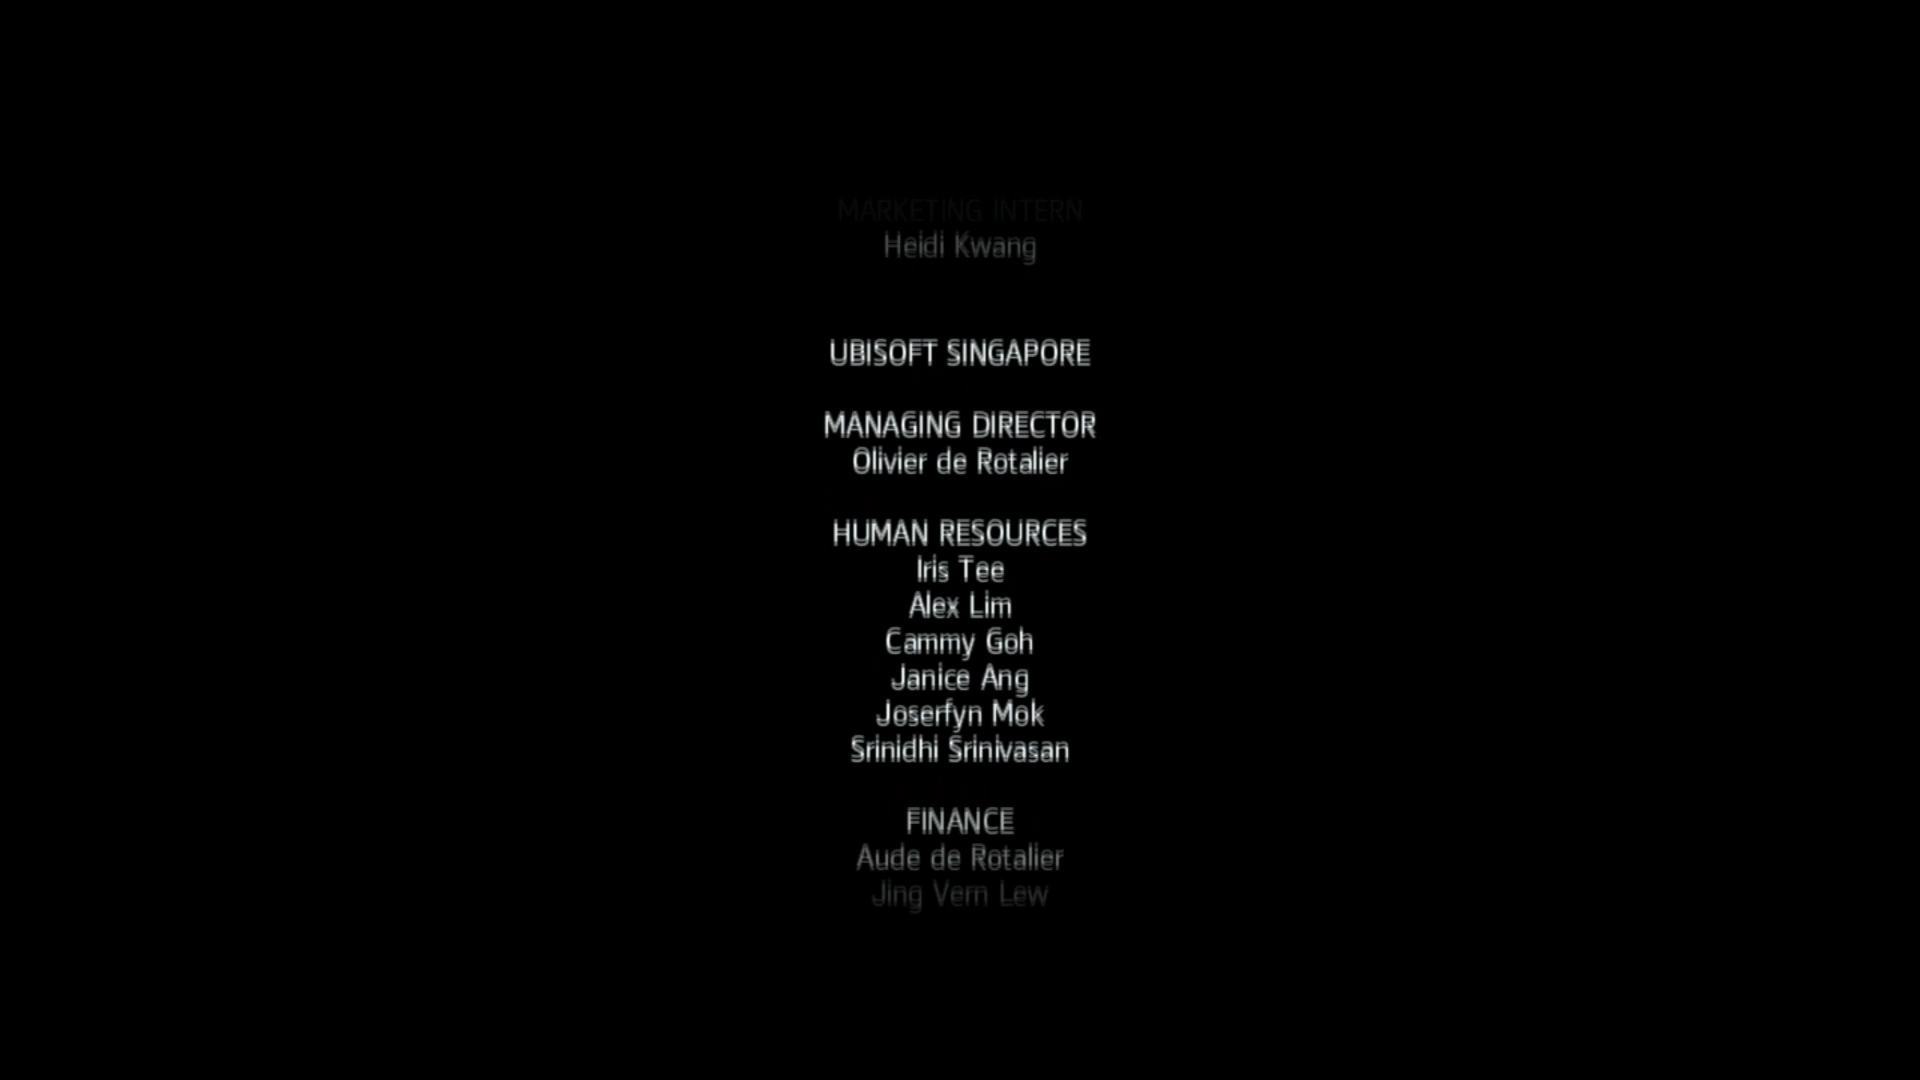 MARKETING INTERN
Heidi Kwang
UBISOFT SINGAPORE
MANAGING DIRECTOR
Olivier de Rotalier
HUMAN RESOURCES
Iris Tee
Alex Lim
Cammy Goh
Janice Ang
Joserfyn Mok
Srinidhi Srinivasan
FINANCE
Aude de Rotalier
Jing Vern Lew